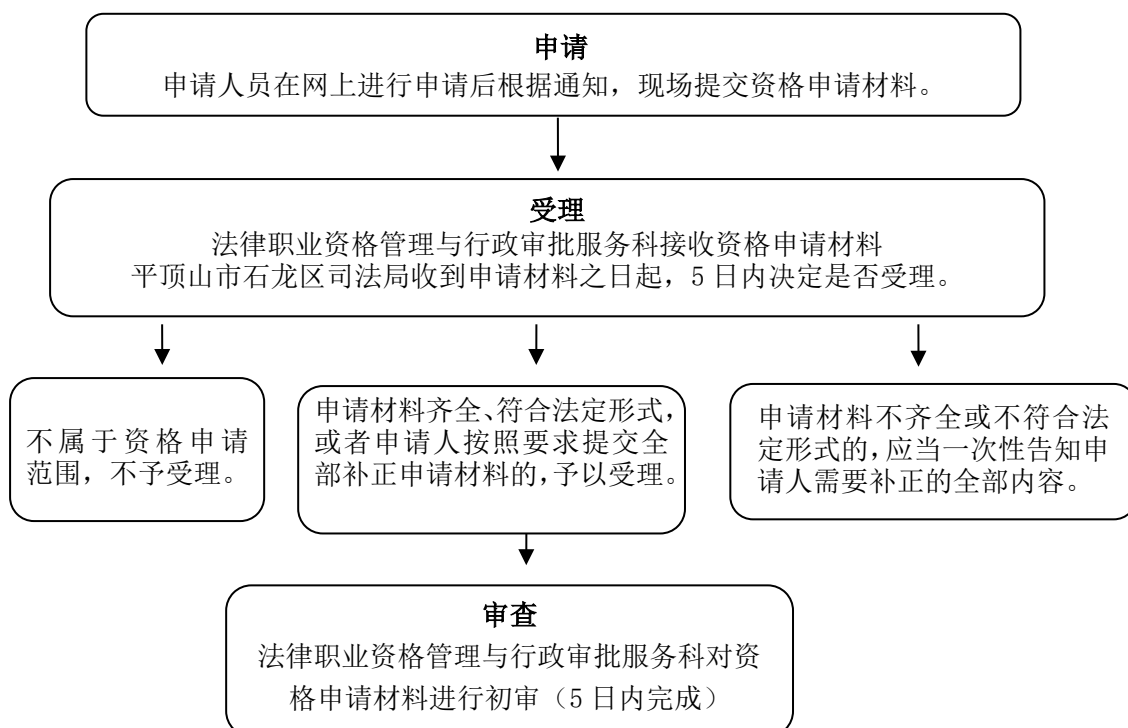 申请
申请人员在网上进行申请后根据通知，现场提交资格申请材料。
受理
法律职业资格管理与行政审批服务科接收资格申请材料
平顶山市石龙区司法局收到申请材料之日起，5 日内决定是否受理。
不属于资格申请
范围，不予受理。
申请材料齐全、符合法定形式，
或者申请人按照要求提交全
部补正申请材料的，予以受理。
申请材料不齐全或不符合法
定形式的，应当一次性告知申
请人需要补正的全部内容。
审查
法律职业资格管理与行政审批服务科对资
格申请材料进行初审（5 日内完成）